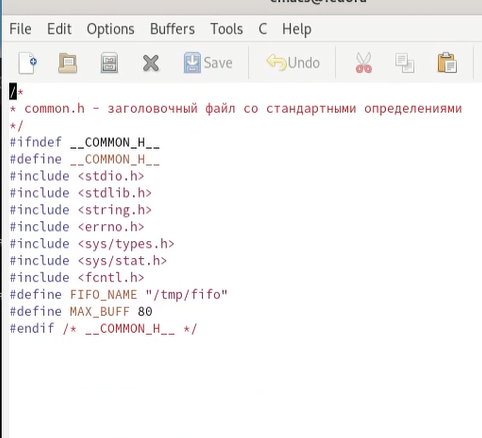 emacs@fedora
File Edit Options Buffers Tools C Help
Save Undo
/*
* common.h - заголовочный файл со стандартными определениями
*/
#ifndef __COMMON_H__
#define __COMMON_H__
#include <stdio.h>
#include <stdlib.h>
#include <string.h>
#include <errno.h>
#include <sys/types.h>
#include <sys/stat.h>
#include <fcntl.h>
#define FIFO_NAME "/tmp/fifo"
#define MAX_BUFF 80
#endif /* __COMMON_H__ */